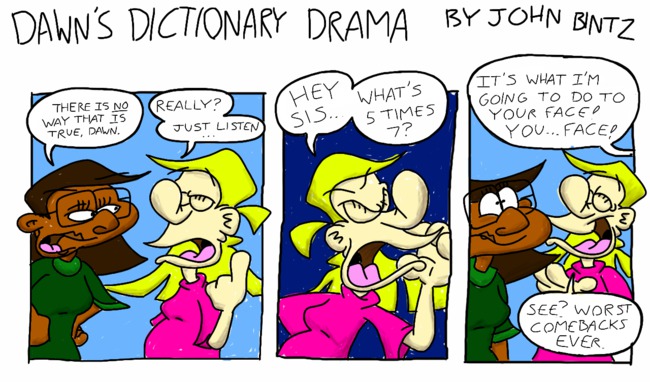 DAWN'S DICTIONARY DRAMA
BY JOHN BINTZ
THERE IS NO
WAY THAT IS
TRUE, DAWN.
REALLY?
JUST LISTEN
...
HEY
SIS...
WHAT'S
5 TIMES
7?
IT'S WHAT I'M
GOING TO DO TO
YOUR FACE!
YOU...FACE!
SEE? WORST
COMEBACKS
EVER.